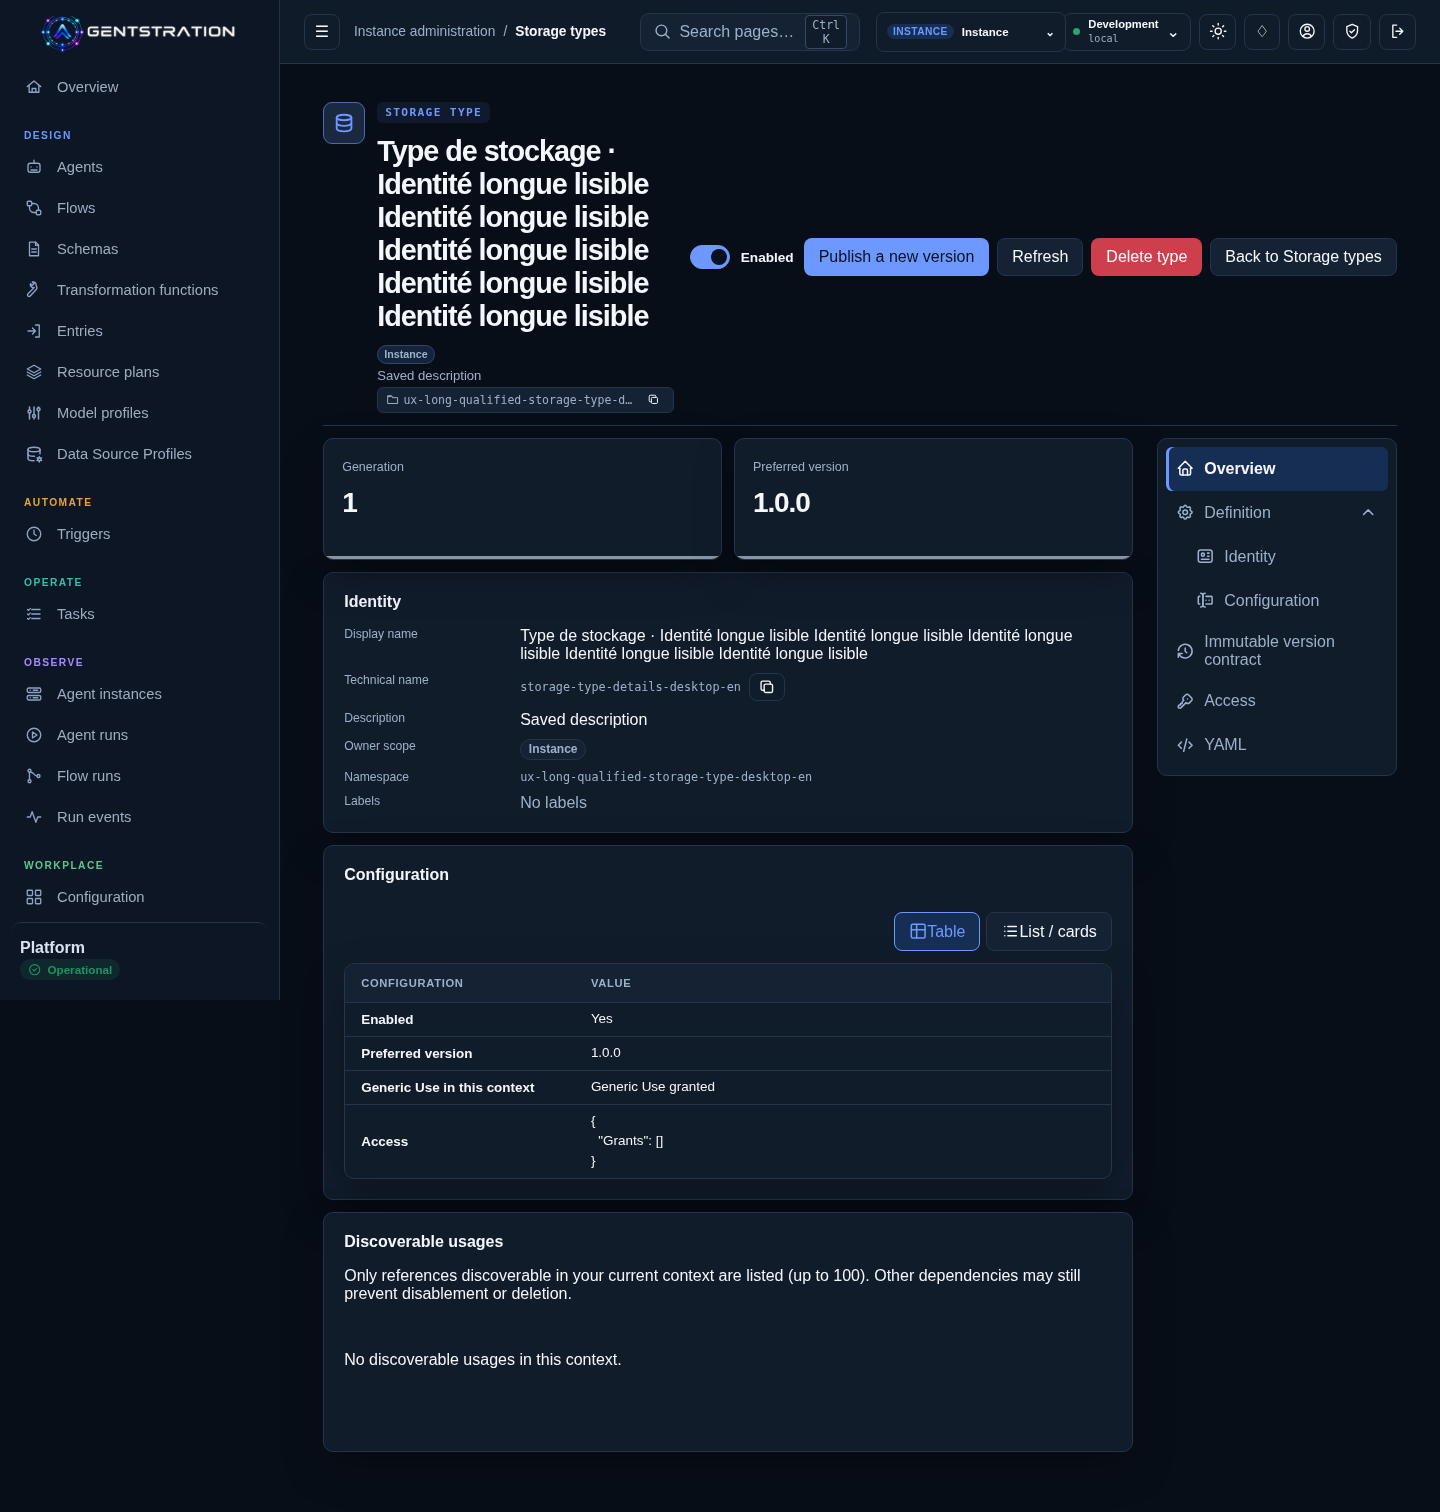 GENTSTRATION
Instance administration / Storage types
Search pages…
Ctrl K
INSTANCE Instance
Development
local
Overview
DESIGN
Agents
Flows
Schemas
Transformation functions
Entries
Resource plans
Model profiles
Data Source Profiles
AUTOMATE
Triggers
OPERATE
Tasks
OBSERVE
Agent instances
Agent runs
Flow runs
Run events
WORKPLACE
Configuration
Platform
Operational
STORAGE TYPE
Type de stockage ·
Identité longue lisible
Identité longue lisible
Identité longue lisible
Identité longue lisible
Identité longue lisible
Instance
Saved description
ux-long-qualified-storage-type-d…
Enabled
Publish a new version
Refresh
Delete type
Back to Storage types
Generation
1
Preferred version
1.0.0
Identity
Display name
Type de stockage · Identité longue lisible Identité longue lisible Identité longue
lisible Identité longue lisible Identité longue lisible
Technical name
storage-type-details-desktop-en
Description
Saved description
Owner scope
Instance
Namespace
ux-long-qualified-storage-type-desktop-en
Labels
No labels
Configuration
Table
List / cards
CONFIGURATION VALUE
Enabled Yes
Preferred version 1.0.0
Generic Use in this context Generic Use granted
Access
{
"Grants": []
}
Discoverable usages
Only references discoverable in your current context are listed (up to 100). Other dependencies may still
prevent disablement or deletion.
No discoverable usages in this context.
Overview
Definition
Identity
Configuration
Immutable version
contract
Access
YAML